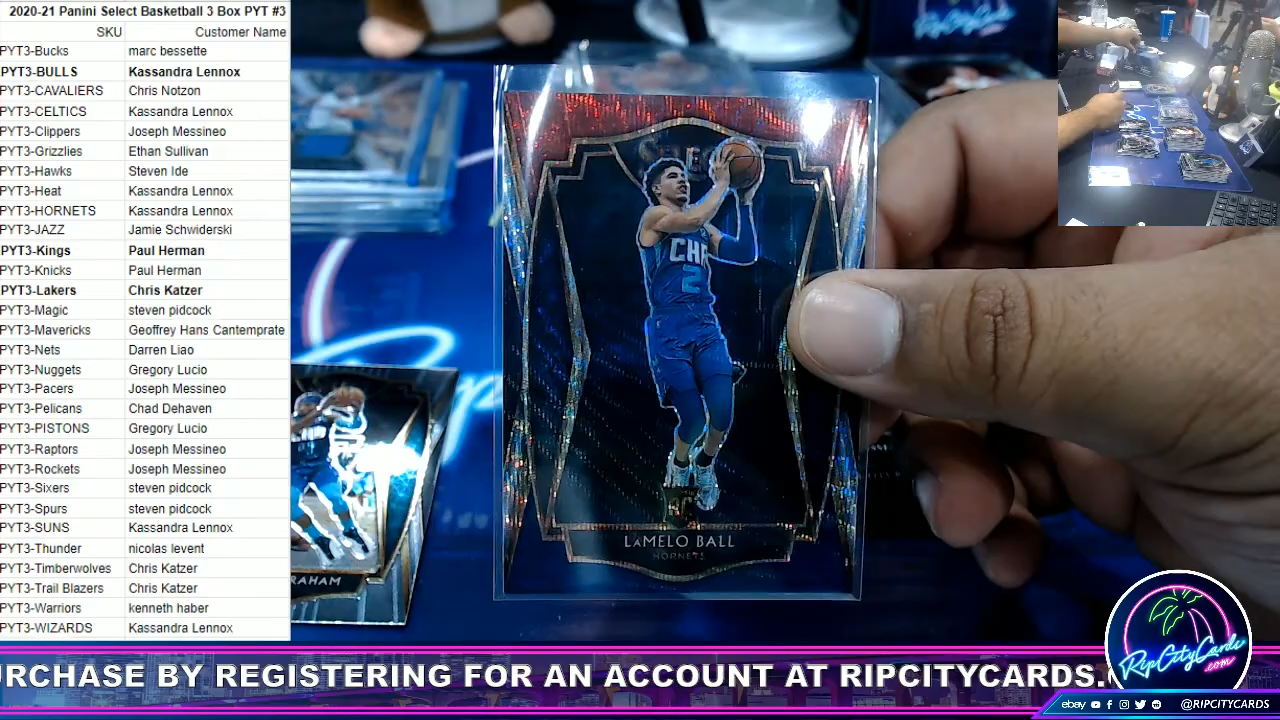 2020-21 Panini Select Basketball 3 Box PYT #3
SKU Customer Name
PYT3-Bucks marc bessette
PYT3-BULLS Kassandra Lennox
PYT3-CAVALIERS Chris Notzon
PYT3-CELTICS Kassandra Lennox
PYT3-Clippers Joseph Messineo
PYT3-Grizzlies Ethan Sullivan
PYT3-Hawks Steven Ide
PYT3-Heat Kassandra Lennox
PYT3-HORNETS Kassandra Lennox
PYT3-JAZZ Jamie Schwiderski
PYT3-Kings Paul Herman
PYT3-Knicks Paul Herman
PYT3-Lakers Chris Katzer
PYT3-Magic steven pidcock
PYT3-Mavericks Geoffrey Hans Cantemprate
PYT3-Nets Darren Liao
PYT3-Nuggets Gregory Lucio
PYT3-Pacers Joseph Messineo
PYT3-Pelicans Chad Dehaven
PYT3-PISTONS Gregory Lucio
PYT3-Raptors Joseph Messineo
PYT3-Rockets Joseph Messineo
PYT3-Sixers steven pidcock
PYT3-Spurs steven pidcock
PYT3-SUNS Kassandra Lennox
PYT3-Thunder nicolas levent
PYT3-Timberwolves Chris Katzer
PYT3-Trail Blazers Chris Katzer
PYT3-Warriors kenneth haber
PYT3-WIZARDS Kassandra Lennox
CHA
2
RC
LAMELO BALL
HORNETS
RAHAM
RCHASE BY REGISTERING FOR AN ACCOUNT AT RIPCITYCARDS.
RipCityCards
.com
ebay @RIPCITYCARDS